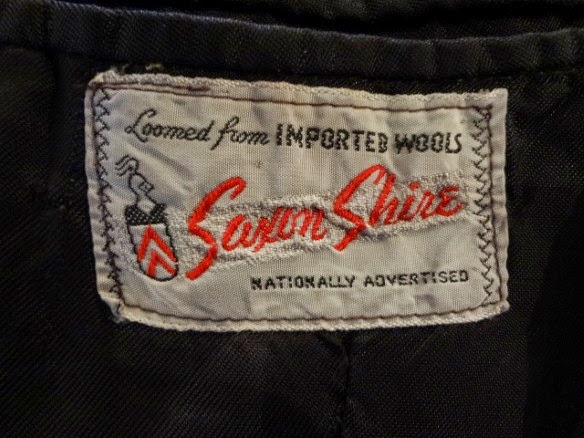 Loomed from IMPORTED WOOLS
Saxon Shire
NATIONALLY ADVERTISED